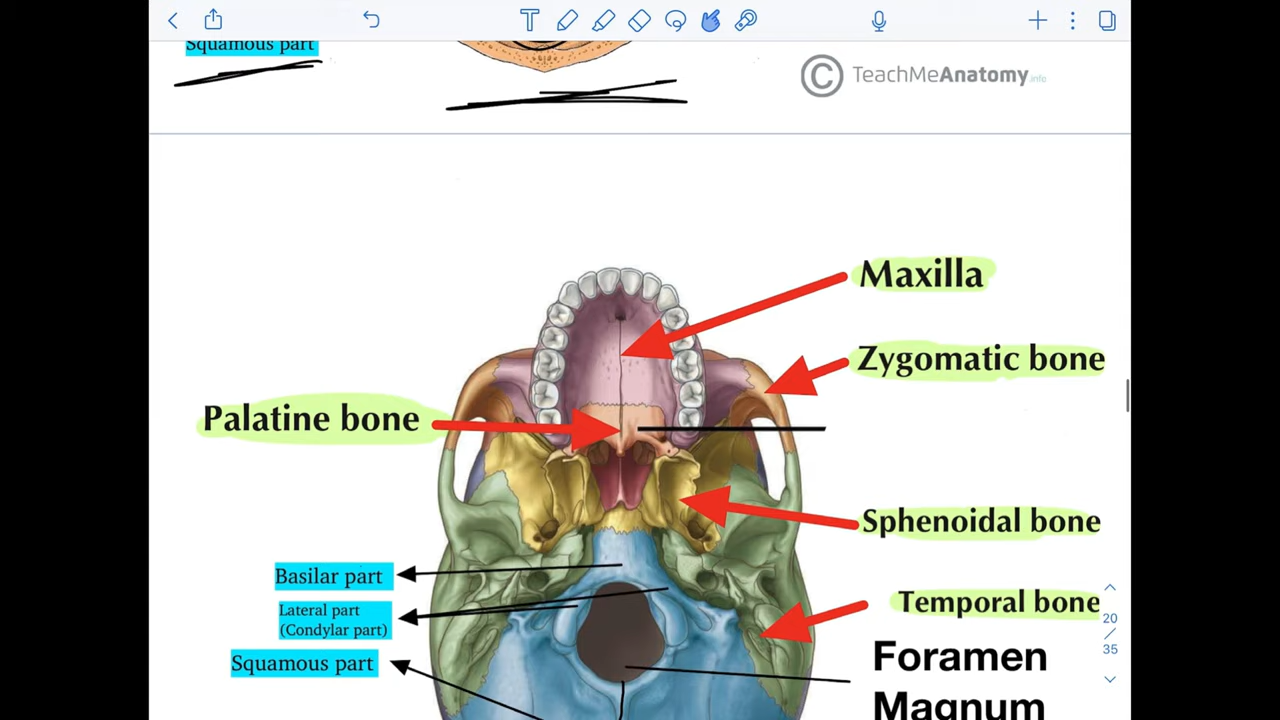 Squamous part
© TeachMeAnatomy.info
Maxilla
Zygomatic bone
Palatine bone
Sphenoidal bone
Basilar part
Lateral part
(Condylar part)
Temporal bone
20
/
35
Squamous part
Foramen
Magnum